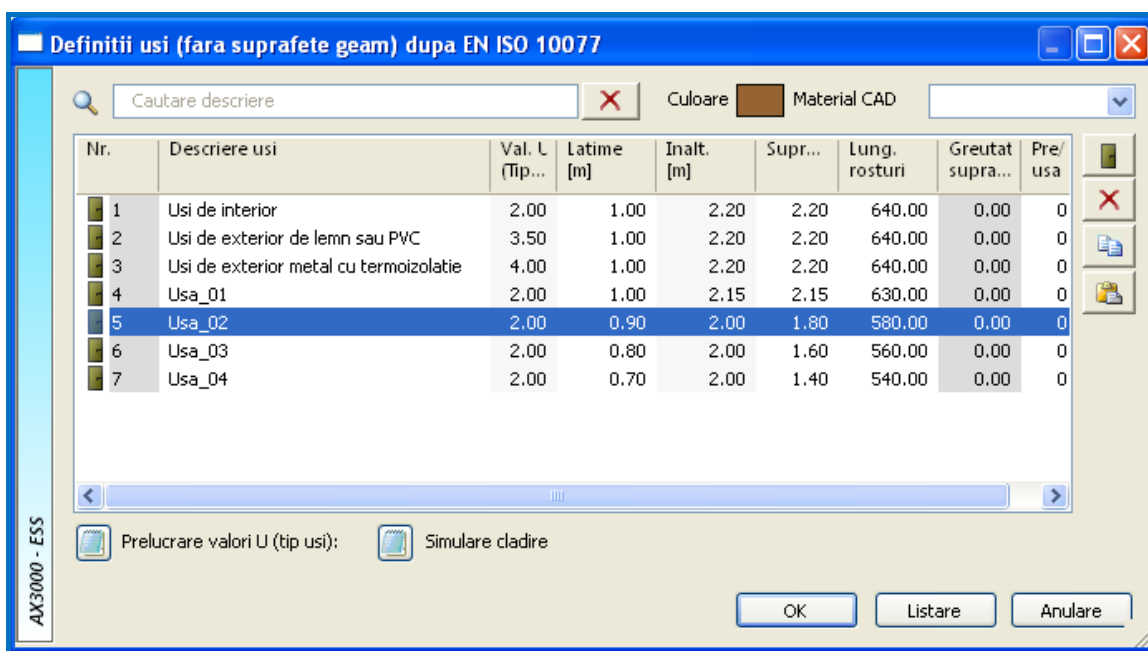 Definitii usi (fara suprafete geam) dupa EN ISO 10077
Cautare descriere Culoare Material CAD
Nr. Descriere usi Val. U Latime Inalt. Supr... Lung. Greutat Pre/
(Tip... [m] [m] rosturi supra... usa
1 Usi de interior 2.00 1.00 2.20 2.20 640.00 0.00 0
2 Usi de exterior de lemn sau PVC 3.50 1.00 2.20 2.20 640.00 0.00 0
3 Usi de exterior metal cu termoizolatie 4.00 1.00 2.20 2.20 640.00 0.00 0
4 Usa_01 2.00 1.00 2.15 2.15 630.00 0.00 0
5 Usa_02 2.00 0.90 2.00 1.80 580.00 0.00 0
6 Usa_03 2.00 0.80 2.00 1.60 560.00 0.00 0
7 Usa_04 2.00 0.70 2.00 1.40 540.00 0.00 0
Prelucrare valori U (tip usi): Simulare cladire
OK Listare Anulare
AX3000 - ESS